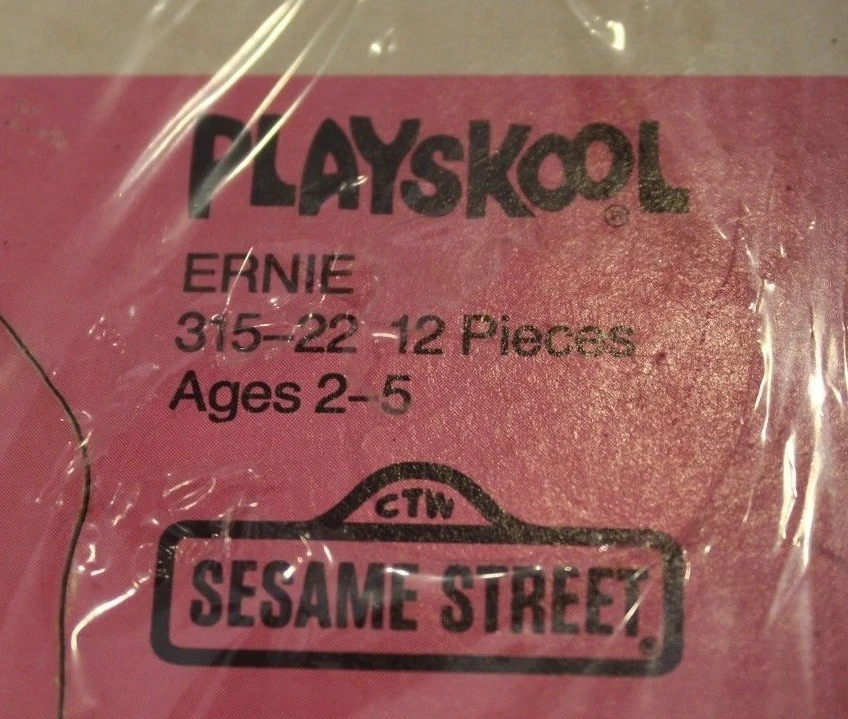 PLAYSKOOL®
ERNIE
315-22 12 Pieces
Ages 2-5
CTW
SESAME STREET®